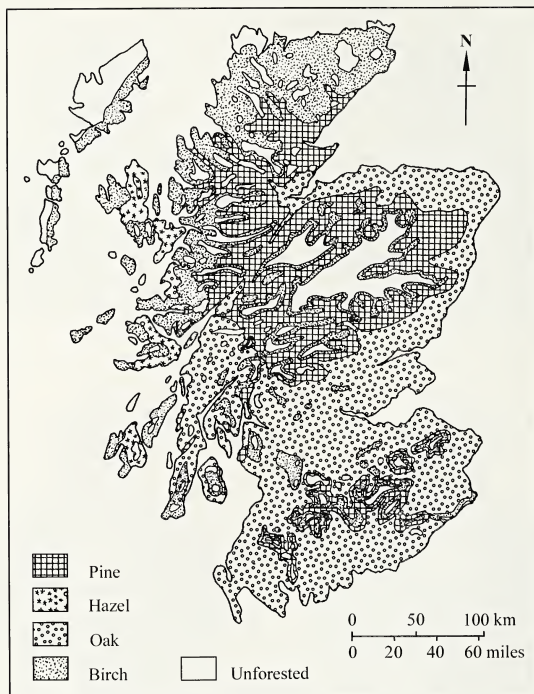 N
Pine
Hazel
Oak
Birch
Unforested
0 50 100 km
0 20 40 60 miles